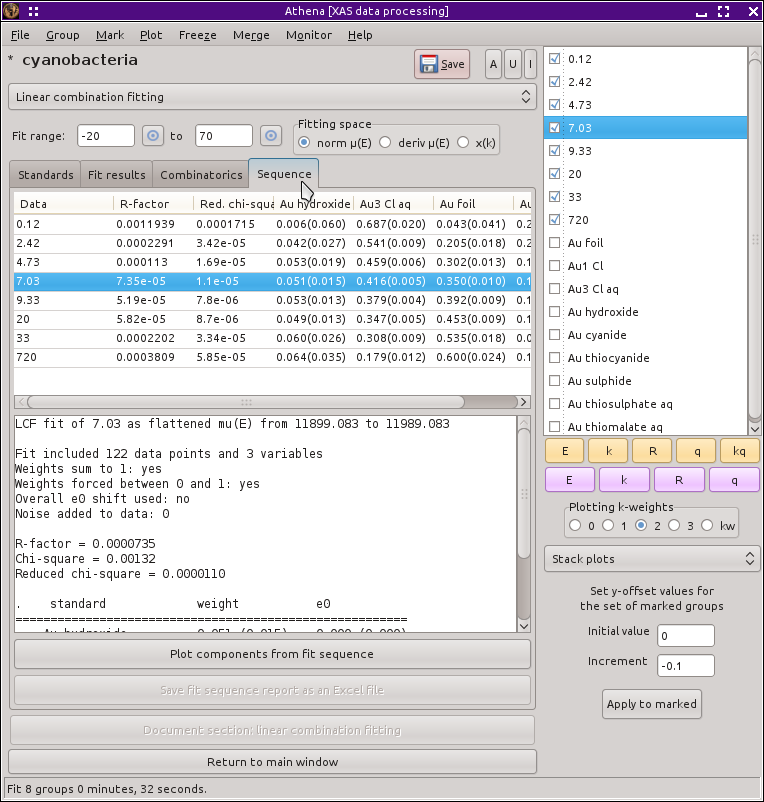 Athena [XAS data processing]
File Group Mark Plot Freeze Merge Monitor Help
* cyanobacteria
Save A U I
Linear combination fitting
Fit range: -20 to 70
Fitting space
norm μ(E) deriv μ(E) χ(k)
Standards Fit results Combinatorics Sequence
Data R-factor Red. chi-squa Au hydroxide Au3 Cl aq Au foil Au
0.12 0.0011939 0.0001715 0.006(0.060) 0.687(0.020) 0.043(0.041) 0.2
2.42 0.0002291 3.42e-05 0.042(0.027) 0.541(0.009) 0.205(0.018) 0.2
4.73 0.000113 1.69e-05 0.053(0.019) 0.459(0.006) 0.302(0.013) 0.1
7.03 7.35e-05 1.1e-05 0.051(0.015) 0.416(0.005) 0.350(0.010) 0.1
9.33 5.19e-05 7.8e-06 0.053(0.013) 0.379(0.004) 0.392(0.009) 0.1
20 5.82e-05 8.7e-06 0.049(0.013) 0.347(0.005) 0.453(0.009) 0.1
33 0.0002202 3.34e-05 0.060(0.026) 0.308(0.009) 0.535(0.018) 0.0
720 0.0003809 5.85e-05 0.064(0.035) 0.179(0.012) 0.600(0.024) 0.1
LCF fit of 7.03 as flattened mu(E) from 11899.083 to 11989.083
Fit included 122 data points and 3 variables
Weights sum to 1: yes
Weights forced between 0 and 1: yes
Overall e0 shift used: no
Noise added to data: 0
R-factor = 0.0000735
Chi-square = 0.00132
Reduced chi-square = 0.0000110
. standard weight e0
========================================================
Plot components from fit sequence
Save fit sequence report as an Excel file
Document section: linear combination fitting
Return to main window
Fit 8 groups 0 minutes, 32 seconds.
0.12
2.42
4.73
7.03
9.33
20
33
720
Au foil
Au1 Cl
Au3 Cl aq
Au hydroxide
Au cyanide
Au thiocyanide
Au sulphide
Au thiosulphate aq
Au thiomalate aq
E k R q kq
E k R q
Plotting k-weights
0 1 2 3 kw
Stack plots
Set y-offset values for
the set of marked groups
Initial value 0
Increment -0.1
Apply to marked